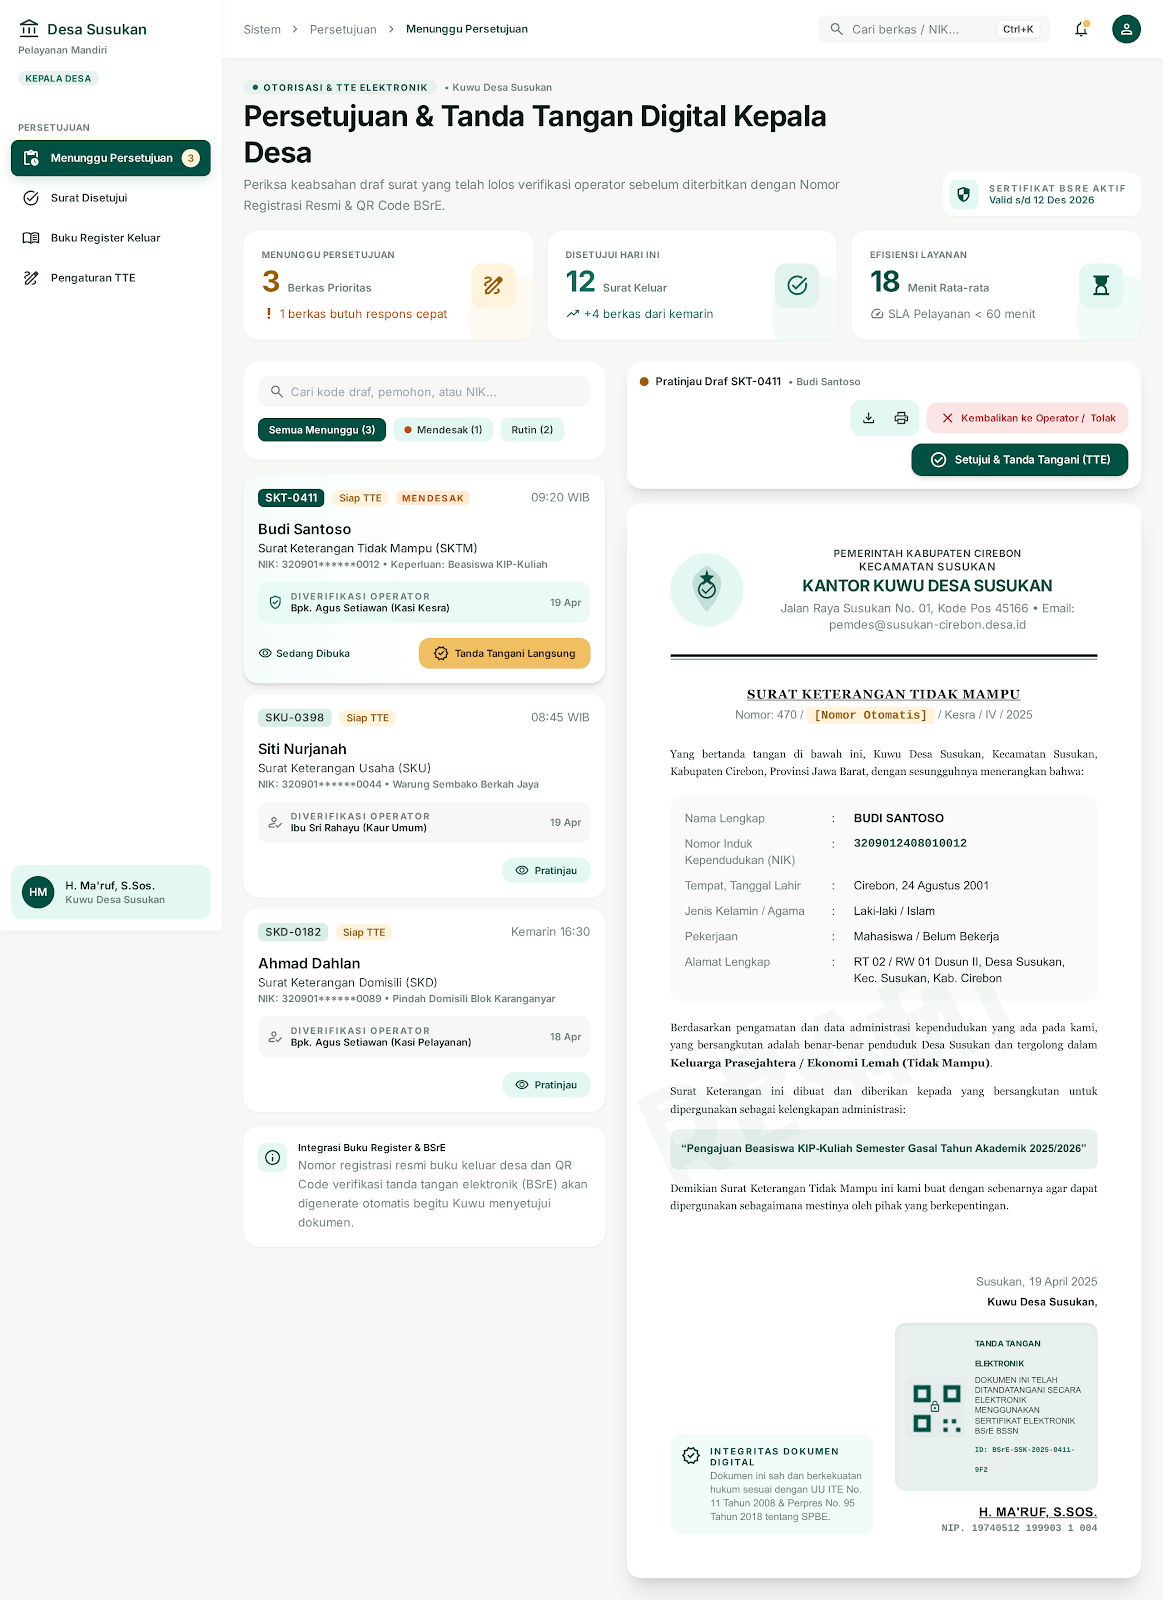 Desa Susukan
Pelayanan Mandiri
KEPALA DESA
PERSETUJUAN
Menunggu Persetujuan 3
Surat Disetujui
Buku Register Keluar
Pengaturan TTE
HM
H. Ma'ruf, S.Sos.
Kuwu Desa Susukan
Sistem > Persetujuan > Menunggu Persetujuan
Cari berkas / NIK... Ctrl+K
OTORISASI & TTE ELEKTRONIK • Kuwu Desa Susukan
Persetujuan & Tanda Tangan Digital Kepala
Desa
Periksa keabsahan draf surat yang telah lolos verifikasi operator sebelum diterbitkan dengan Nomor
Registrasi Resmi & QR Code BSrE.
SERTIFIKAT BSRE AKTIF
Valid s/d 12 Des 2026
MENUNGGU PERSETUJUAN
3 Berkas Prioritas
! 1 berkas butuh respons cepat
DISETUJUI HARI INI
12 Surat Keluar
+4 berkas dari kemarin
EFISIENSI LAYANAN
18 Menit Rata-rata
SLA Pelayanan < 60 menit
Cari kode draf, pemohon, atau NIK...
Semua Menunggu (3)
Mendesak (1)
Rutin (2)
SKT-0411 Siap TTE MENDESAK 09:20 WIB
Budi Santoso
Surat Keterangan Tidak Mampu (SKTM)
NIK: 320901******0012 • Keperluan: Beasiswa KIP-Kuliah
DIVERIFIKASI OPERATOR
Bpk. Agus Setiawan (Kasi Kesra)
19 Apr
Sedang Dibuka
Tanda Tangani Langsung
SKU-0398 Siap TTE 08:45 WIB
Siti Nurjanah
Surat Keterangan Usaha (SKU)
NIK: 320901******0044 • Warung Sembako Berkah Jaya
DIVERIFIKASI OPERATOR
Ibu Sri Rahayu (Kaur Umum)
19 Apr
Pratinjau
SKD-0182 Siap TTE Kemarin 16:30
Ahmad Dahlan
Surat Keterangan Domisili (SKD)
NIK: 320901******0089 • Pindah Domisili Blok Karanganyar
DIVERIFIKASI OPERATOR
Bpk. Agus Setiawan (Kasi Pelayanan)
18 Apr
Pratinjau
Integrasi Buku Register & BSrE
Nomor registrasi resmi buku keluar desa dan QR
Code verifikasi tanda tangan elektronik (BSrE) akan
digenerate otomatis begitu Kuwu menyetujui
dokumen.
Pratinjau Draf SKT-0411 • Budi Santoso
Kembalikan ke Operator / Tolak
Setujui & Tanda Tangani (TTE)
PEMERINTAH KABUPATEN CIREBON
KECAMATAN SUSUKAN
KANTOR KUWU DESA SUSUKAN
Jalan Raya Susukan No. 01, Kode Pos 45166 • Email:
pemdes@susukan-cirebon.desa.id
SURAT KETERANGAN TIDAK MAMPU
Nomor: 470 / [Nomor Otomatis] / Kesra / IV / 2025
Yang bertanda tangan di bawah ini, Kuwu Desa Susukan, Kecamatan Susukan,
Kabupaten Cirebon, Provinsi Jawa Barat, dengan sesungguhnya menerangkan bahwa:
Nama Lengkap : BUDI SANTOSO
Nomor Induk : 3209012408010012
Kependudukan (NIK)
Tempat, Tanggal Lahir : Cirebon, 24 Agustus 2001
Jenis Kelamin / Agama : Laki-laki / Islam
Pekerjaan : Mahasiswa / Belum Bekerja
Alamat Lengkap : RT 02 / RW 01 Dusun II, Desa Susukan,
Kec. Susukan, Kab. Cirebon
RESMI
Berdasarkan pengamatan dan data administrasi kependudukan yang ada pada kami,
yang bersangkutan adalah benar-benar penduduk Desa Susukan dan tergolong dalam
Keluarga Prasejahtera / Ekonomi Lemah (Tidak Mampu).
Surat Keterangan ini dibuat dan diberikan kepada yang bersangkutan untuk
dipergunakan sebagai kelengkapan administrasi:
“Pengajuan Beasiswa KIP-Kuliah Semester Gasal Tahun Akademik 2025/2026”
Demikian Surat Keterangan Tidak Mampu ini kami buat dengan sebenarnya agar dapat
dipergunakan sebagaimana mestinya oleh pihak yang berkepentingan.
Susukan, 19 April 2025
Kuwu Desa Susukan,
TANDA TANGAN
ELEKTRONIK
DOKUMEN INI TELAH
DITANDATANGANI SECARA
ELEKTRONIK
MENGGUNAKAN
SERTIFIKAT ELEKTRONIK
BSrE BSSN
ID: BSrE-SSK-2025-0411-
9F2
INTEGRITAS DOKUMEN
DIGITAL
Dokumen ini sah dan berkekuatan
hukum sesuai dengan UU ITE No.
11 Tahun 2008 & Perpres No. 95
Tahun 2018 tentang SPBE.
H. MA'RUF, S.SOS.
NIP. 19740512 199903 1 004